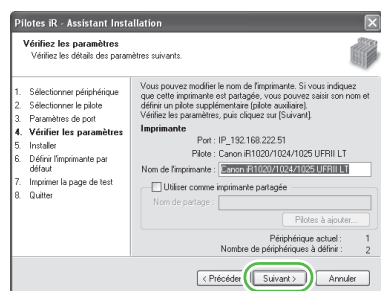 Pilotes iR - Assistant Installation
Vérifiez les paramètres
Vérifiez les détails des paramètres suivants.
1. Sélectionner périphérique
2. Sélectionner le pilote
3. Paramètres de port
4. Vérifier les paramètres
5. Installer
6. Définir l'imprimante par défaut
7. Imprimer la page de test
8. Quitter
Vous pouvez modifier le nom de l'imprimante. Si vous indiquez
que cette imprimante est partagée, vous pouvez saisir son nom et
définir un pilote supplémentaire (pilote auxiliaire).
Vérifiez les paramètres, puis cliquez sur [Suivant].
Imprimante
Port : IP_192.168.222.51
Pilote : Canon iR1020/1024/1025 UFRII LT
Nom de l'imprimante : Canon iR1020/1024/1025 UFRII LT
Utiliser comme imprimante partagée
Nom de partage :
Pilotes à ajouter...
Périphérique actuel : 1
Nombre de périphériques à définir : 2
< Précéden
Suivant >
Annuler